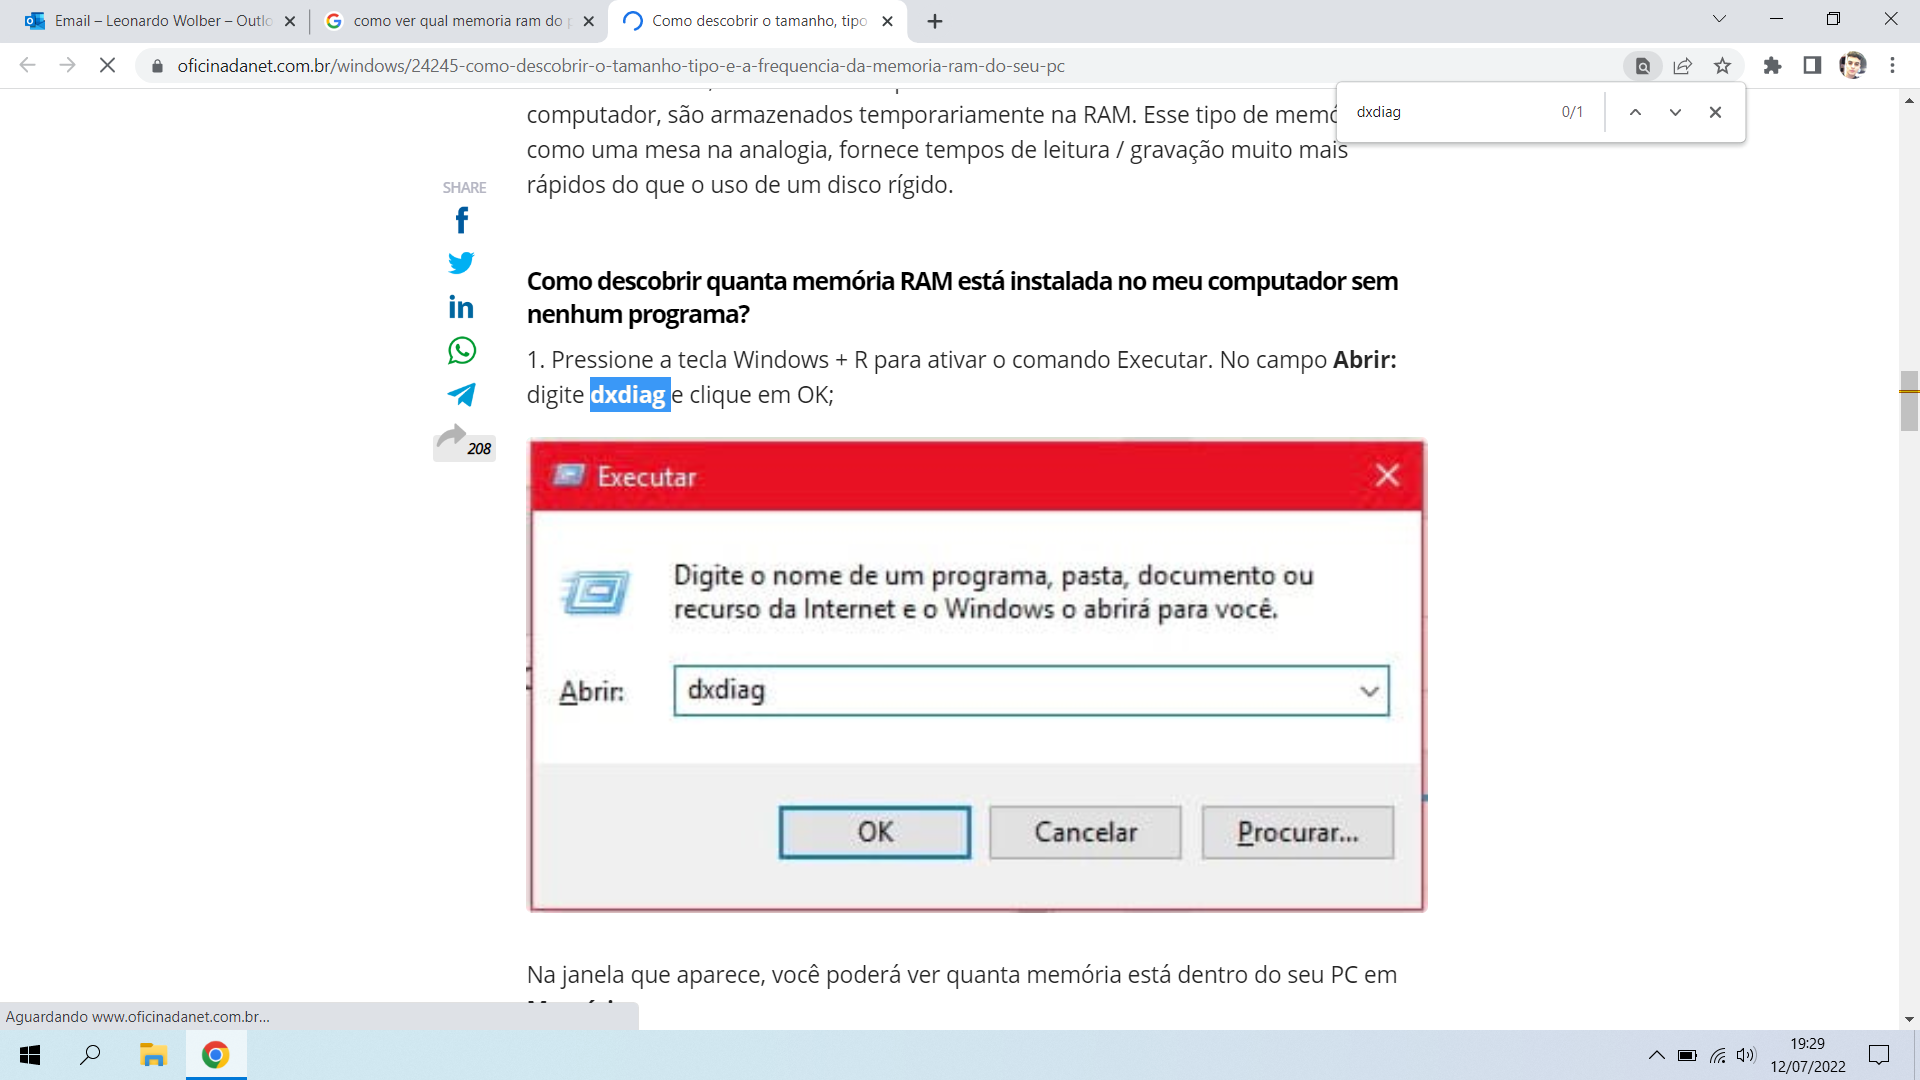 Email – Leonardo Wolber – Outlo
como ver qual memoria ram do p
Como descobrir o tamanho, tipo
oficinadanet.com.br/windows/24245-como-descobrir-o-tamanho-tipo-e-a-frequencia-da-memoria-ram-do-seu-pc
dxdiag 0/1
computador, são armazenados temporariamente na RAM. Esse tipo de memó
como uma mesa na analogia, fornece tempos de leitura / gravação muito mais
rápidos do que o uso de um disco rígido.
SHARE
208
Como descobrir quanta memória RAM está instalada no meu computador sem
nenhum programa?
1. Pressione a tecla Windows + R para ativar o comando Executar. No campo Abrir:
digite dxdiag e clique em OK;
Executar
Digite o nome de um programa, pasta, documento ou
recurso da Internet e o Windows o abrirá para você.
Abrir: dxdiag
OK Cancelar Procurar...
Na janela que aparece, você poderá ver quanta memória está dentro do seu PC em
Aguardando www.oficinadanet.com.br...
19:29
12/07/2022